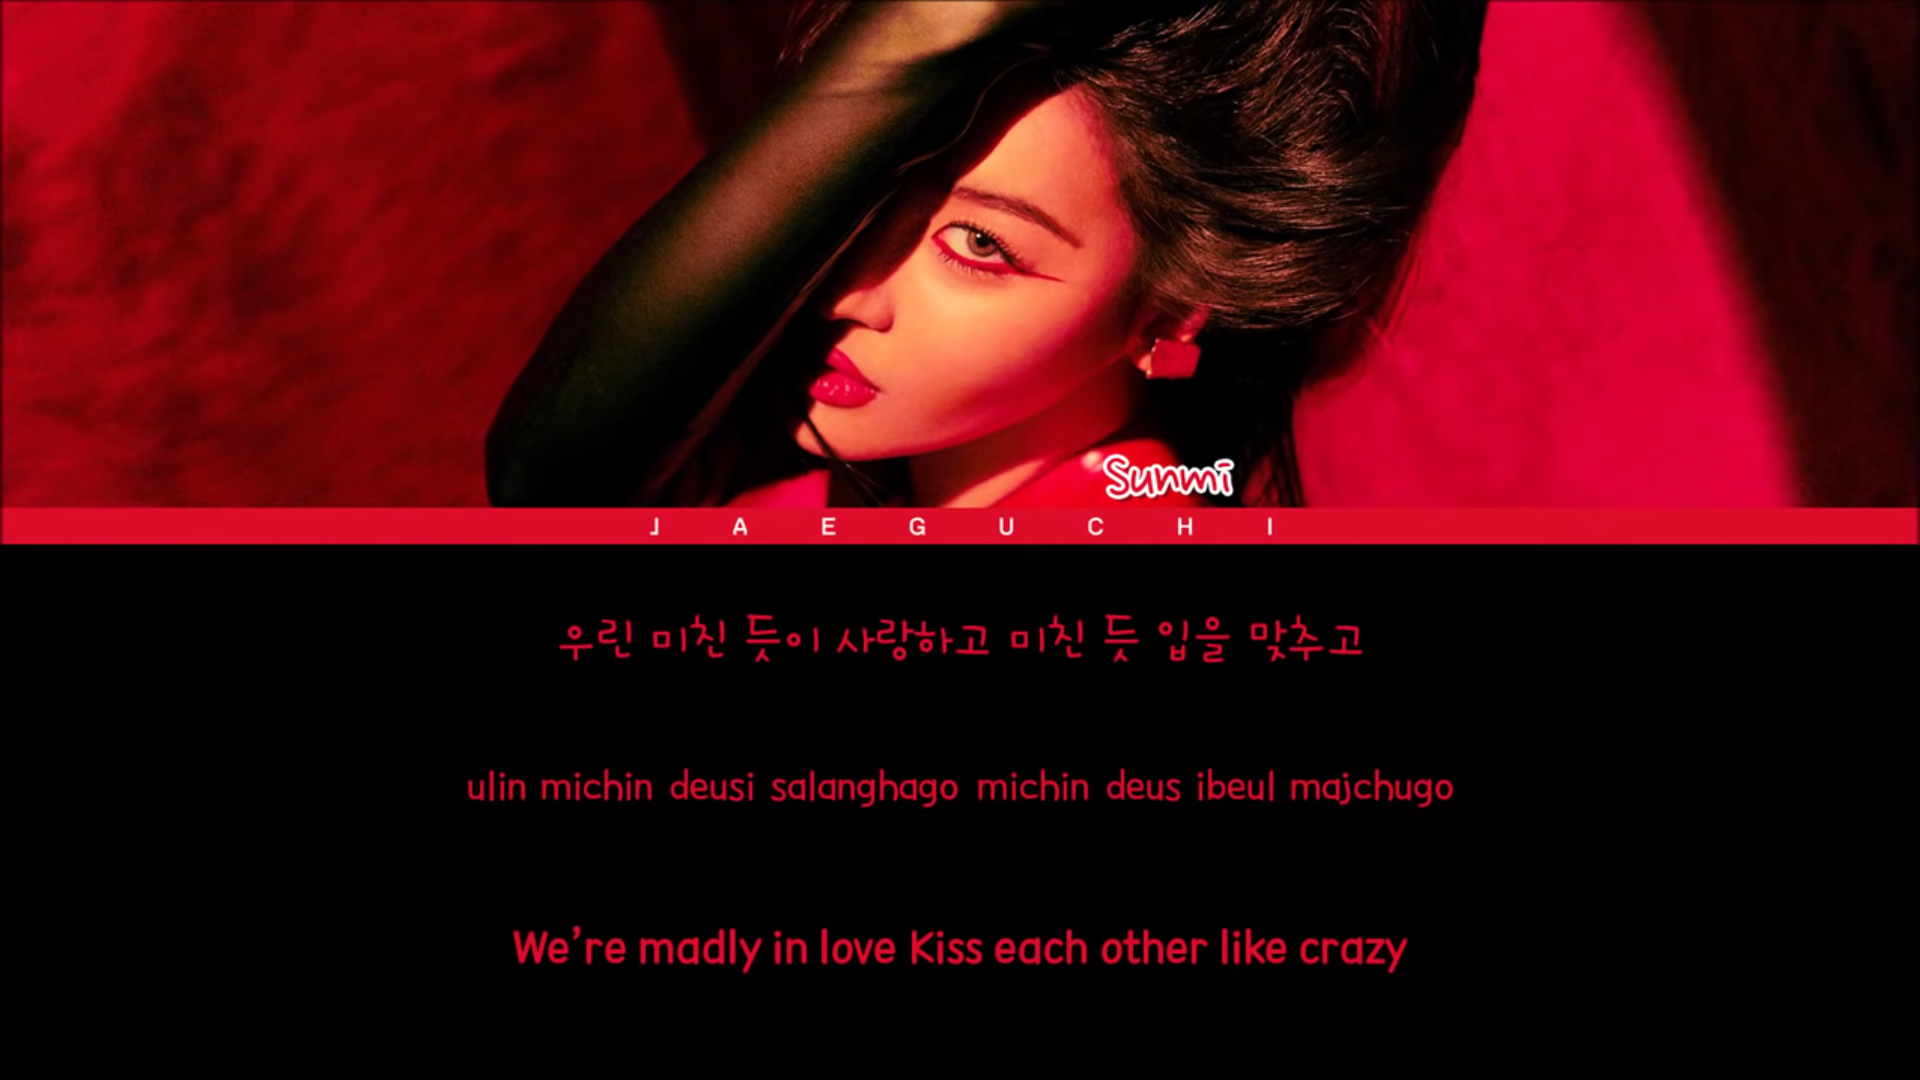 Sunmi
JAEGUCHI
우린 미친 듯이 사랑하고 미친 듯 입을 맞추고
ulin michin deusi salanghago michin deus ibeul majchugo
We're madly in love Kiss each other like crazy